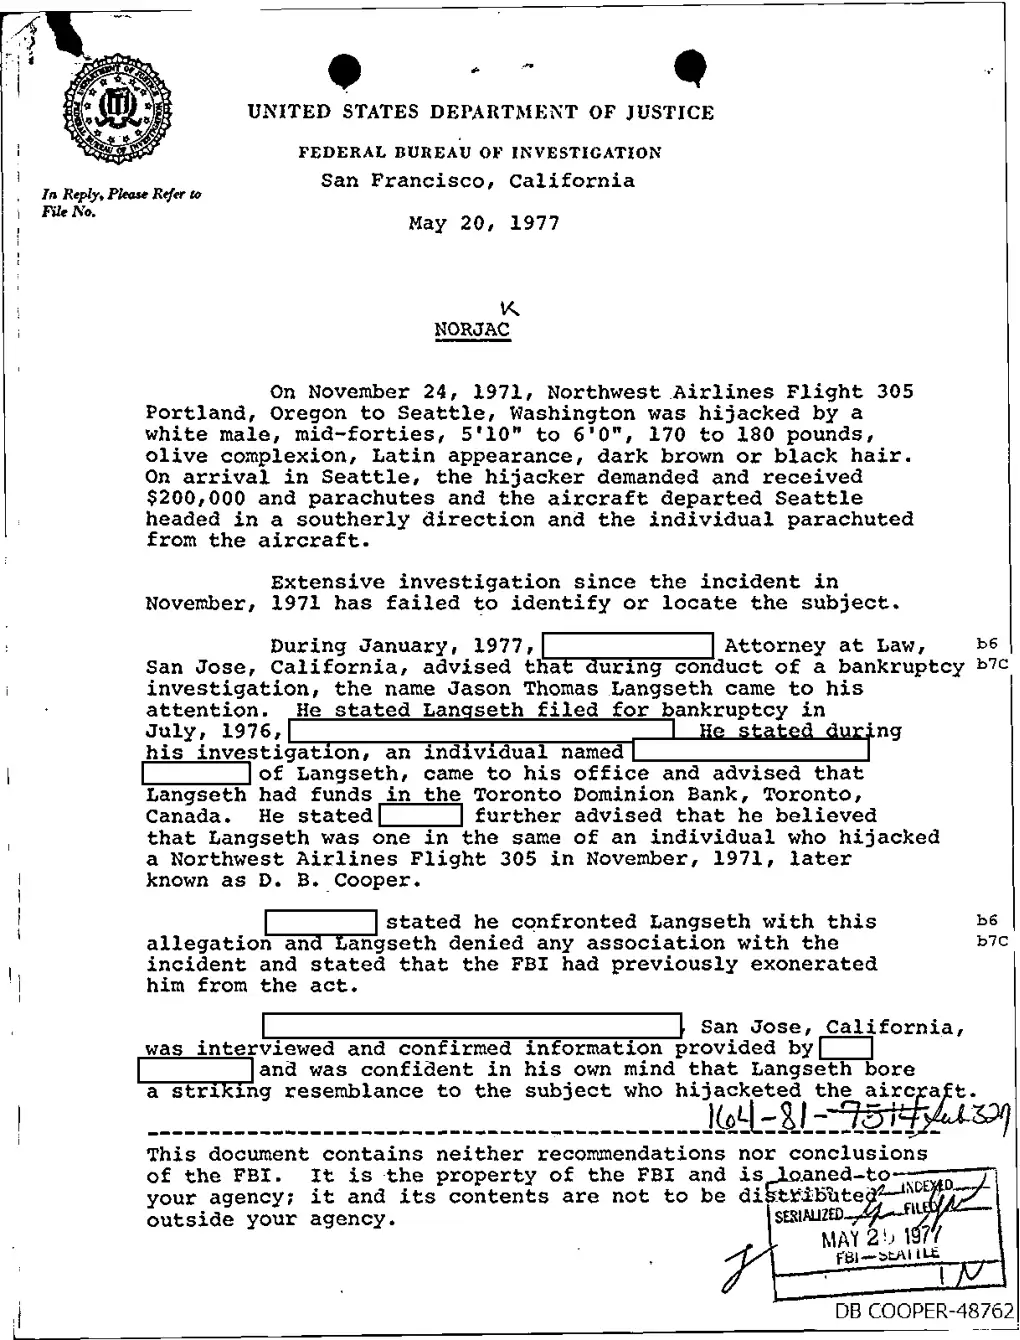 UNITED STATES DEPARTMENT OF JUSTICE
FEDERAL BUREAU OF INVESTIGATION
San Francisco, California
In Reply, Please Refer to
File No.
May 20, 1977
K
NORJAC
On November 24, 1971, Northwest Airlines Flight 305
Portland, Oregon to Seattle, Washington was hijacked by a
white male, mid-forties, 5'10" to 6'0", 170 to 180 pounds,
olive complexion, Latin appearance, dark brown or black hair.
On arrival in Seattle, the hijacker demanded and received
$200,000 and parachutes and the aircraft departed Seattle
headed in a southerly direction and the individual parachuted
from the aircraft.
Extensive investigation since the incident in
November, 1971 has failed to identify or locate the subject.
During January, 1977, Attorney at Law, b6
San Jose, California, advised that during conduct of a bankruptcy b7C
investigation, the name Jason Thomas Langseth came to his
attention. He stated Langseth filed for bankruptcy in
July, 1976, He stated during
his investigation, an individual named
of Langseth, came to his office and advised that
Langseth had funds in the Toronto Dominion Bank, Toronto,
Canada. He stated further advised that he believed
that Langseth was one in the same of an individual who hijacked
a Northwest Airlines Flight 305 in November, 1971, later
known as D. B. Cooper.
stated he confronted Langseth with this b6
allegation and Langseth denied any association with the b7C
incident and stated that the FBI had previously exonerated
him from the act.
, San Jose, California,
was interviewed and confirmed information provided by
and was confident in his own mind that Langseth bore
a striking resemblance to the subject who hijacketed the aircraft.
164-81-7514
This document contains neither recommendations nor conclusions
of the FBI. It is the property of the FBI and is loaned to
your agency; it and its contents are not to be distributed
outside your agency.
INDEXED
SERIALIZED FILED
MAY 1977
FBI—SEATTLE
DB COOPER-48762